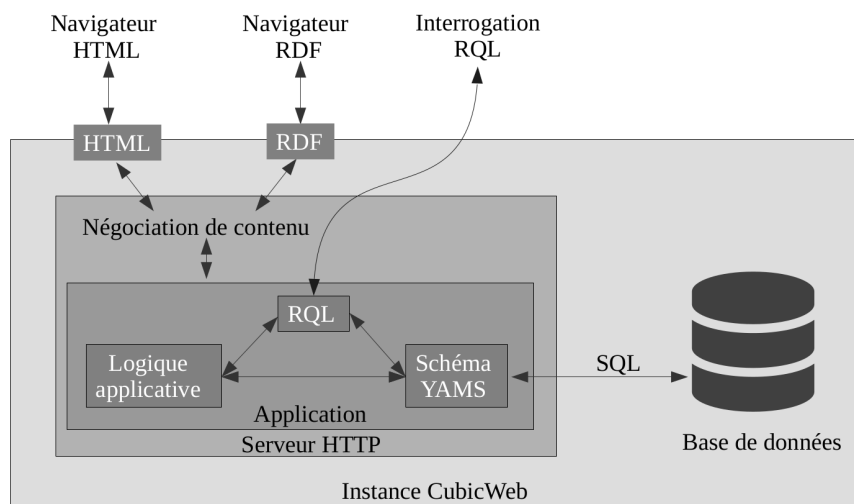 Navigateur
HTML
Navigateur
RDF
Interrogation
RQL
HTML
RDF
Négociation de contenu
RQL
Logique
applicative
Schéma
YAMS
SQL
Application
Serveur HTTP
Base de données
Instance CubicWeb